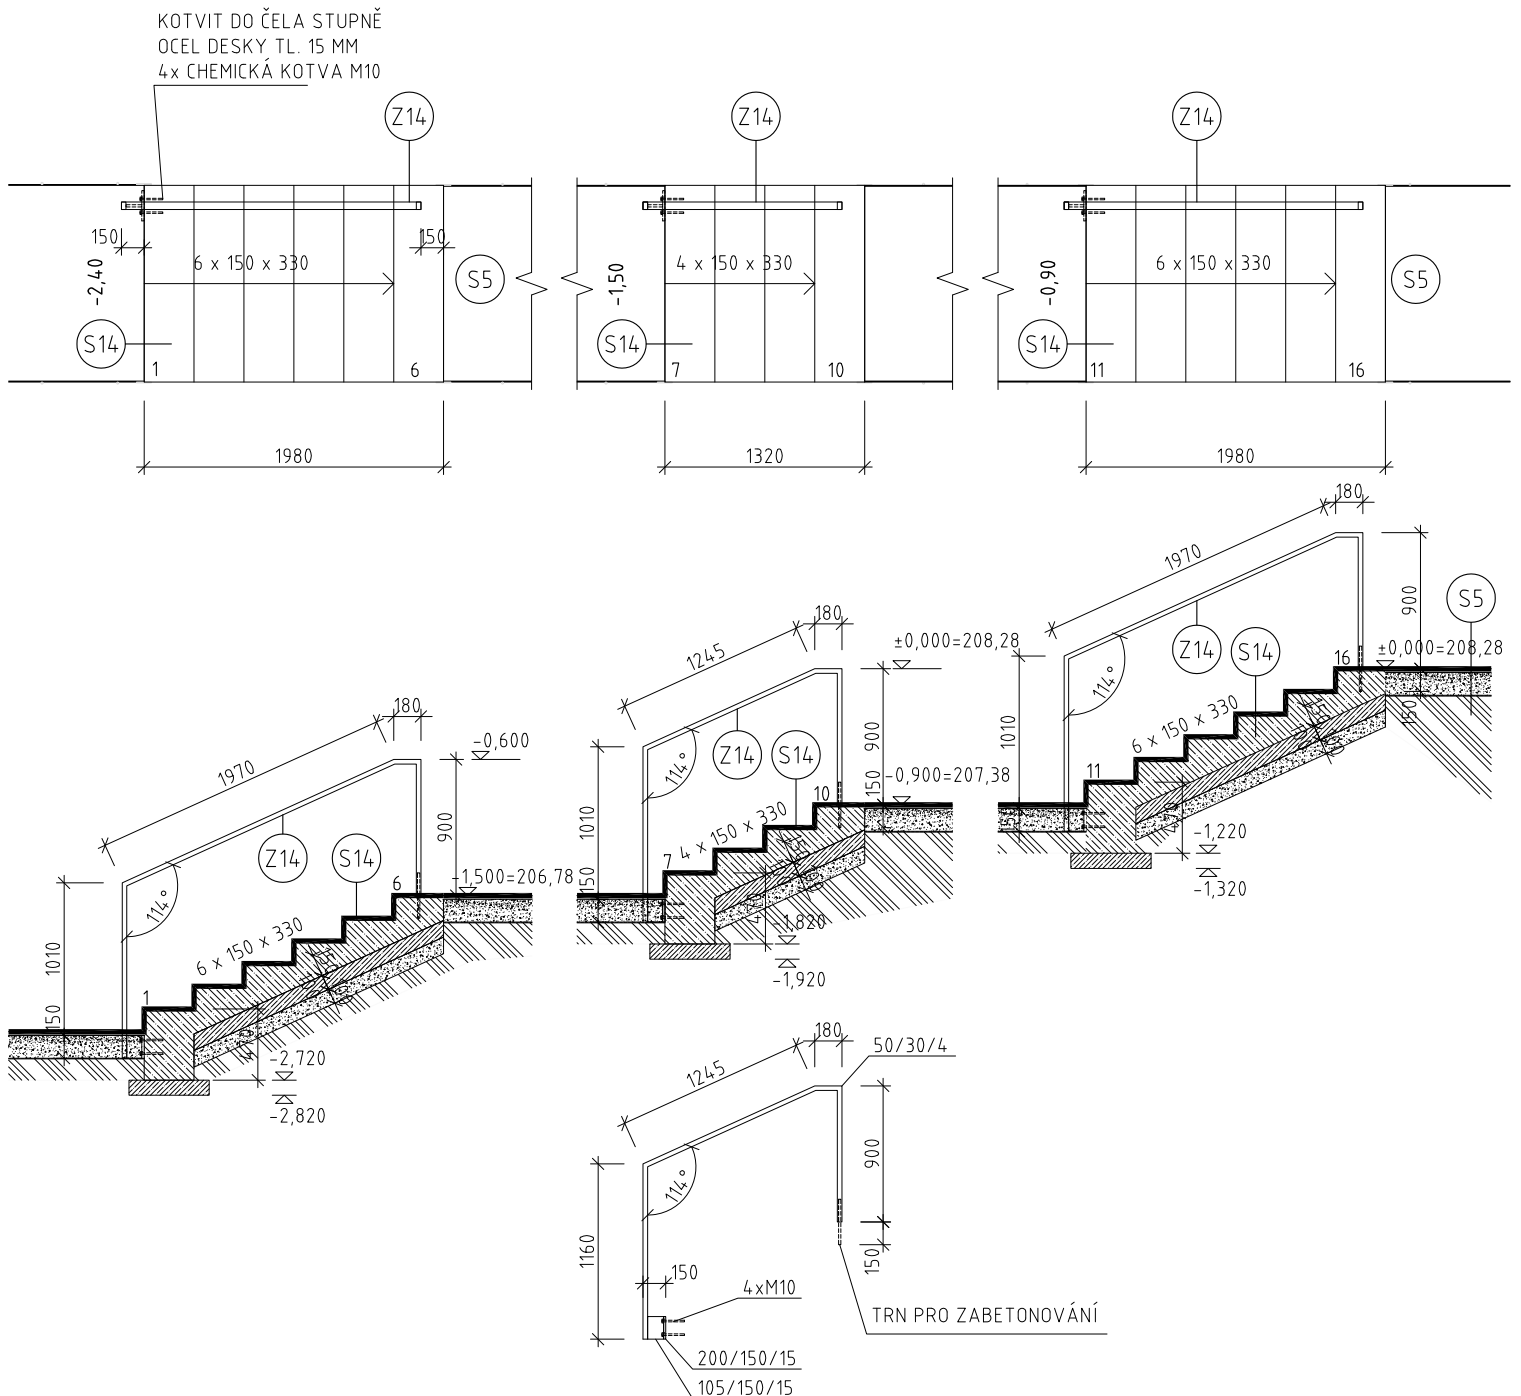 KOTVIT DO ČELA STUPNĚ
OCEL DESKY TL. 15 MM
4x CHEMICKÁ KOTVA M10
Z14
Z14
Z14
150
150
-2,40
6 x 150 x 330
S5
S14
1
6
-1,50
4 x 150 x 330
S14
7
10
-0,90
6 x 150 x 330
S5
S14
11
16
1980
1320
1980
180
1970
900
S5
Z14
S14
±0,000=208,28
16
114°
1010
6 x 150 x 330
150
11
-1,220
-1,320
180
1245
±0,000=208,28
Z14
S14
900
114°
150
-0,900=207,38
10
1010
4 x 150 x 330
7
150
-1,820
-1,920
180
-0,600
1970
900
Z14
S14
-1,500=206,78
6
114°
1010
6 x 150 x 330
1
150
-2,720
-2,820
180
50/30/4
1245
900
114°
1160
150
150
4xM10
TRN PRO ZABETONOVÁNÍ
200/150/15
105/150/15